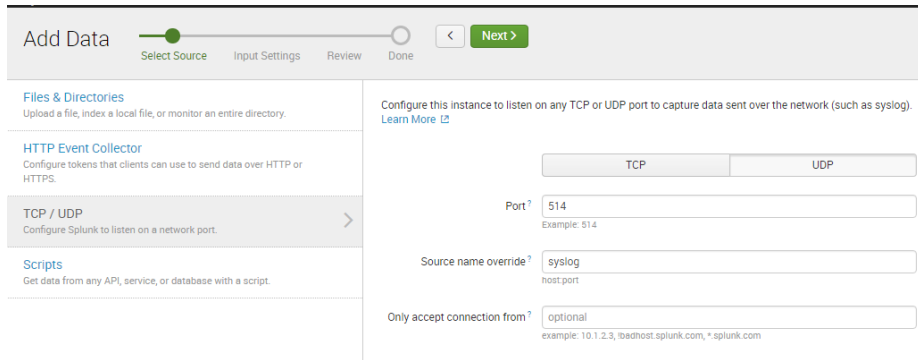 Add Data
Select Source
Input Settings
Review
Done
<
Next >
Files & Directories
Upload a file, index a local file, or monitor an entire directory.
HTTP Event Collector
Configure tokens that clients can use to send data over HTTP or
HTTPS.
TCP / UDP
Configure Splunk to listen on a network port.
Scripts
Get data from any API, service, or database with a script.
Configure this instance to listen on any TCP or UDP port to capture data sent over the network (such as syslog).
Learn More
TCP
UDP
Port ?
514
Example: 514
Source name override ?
syslog
host:port
Only accept connection from ?
optional
example: 10.1.2.3, !badhost.splunk.com, *.splunk.com